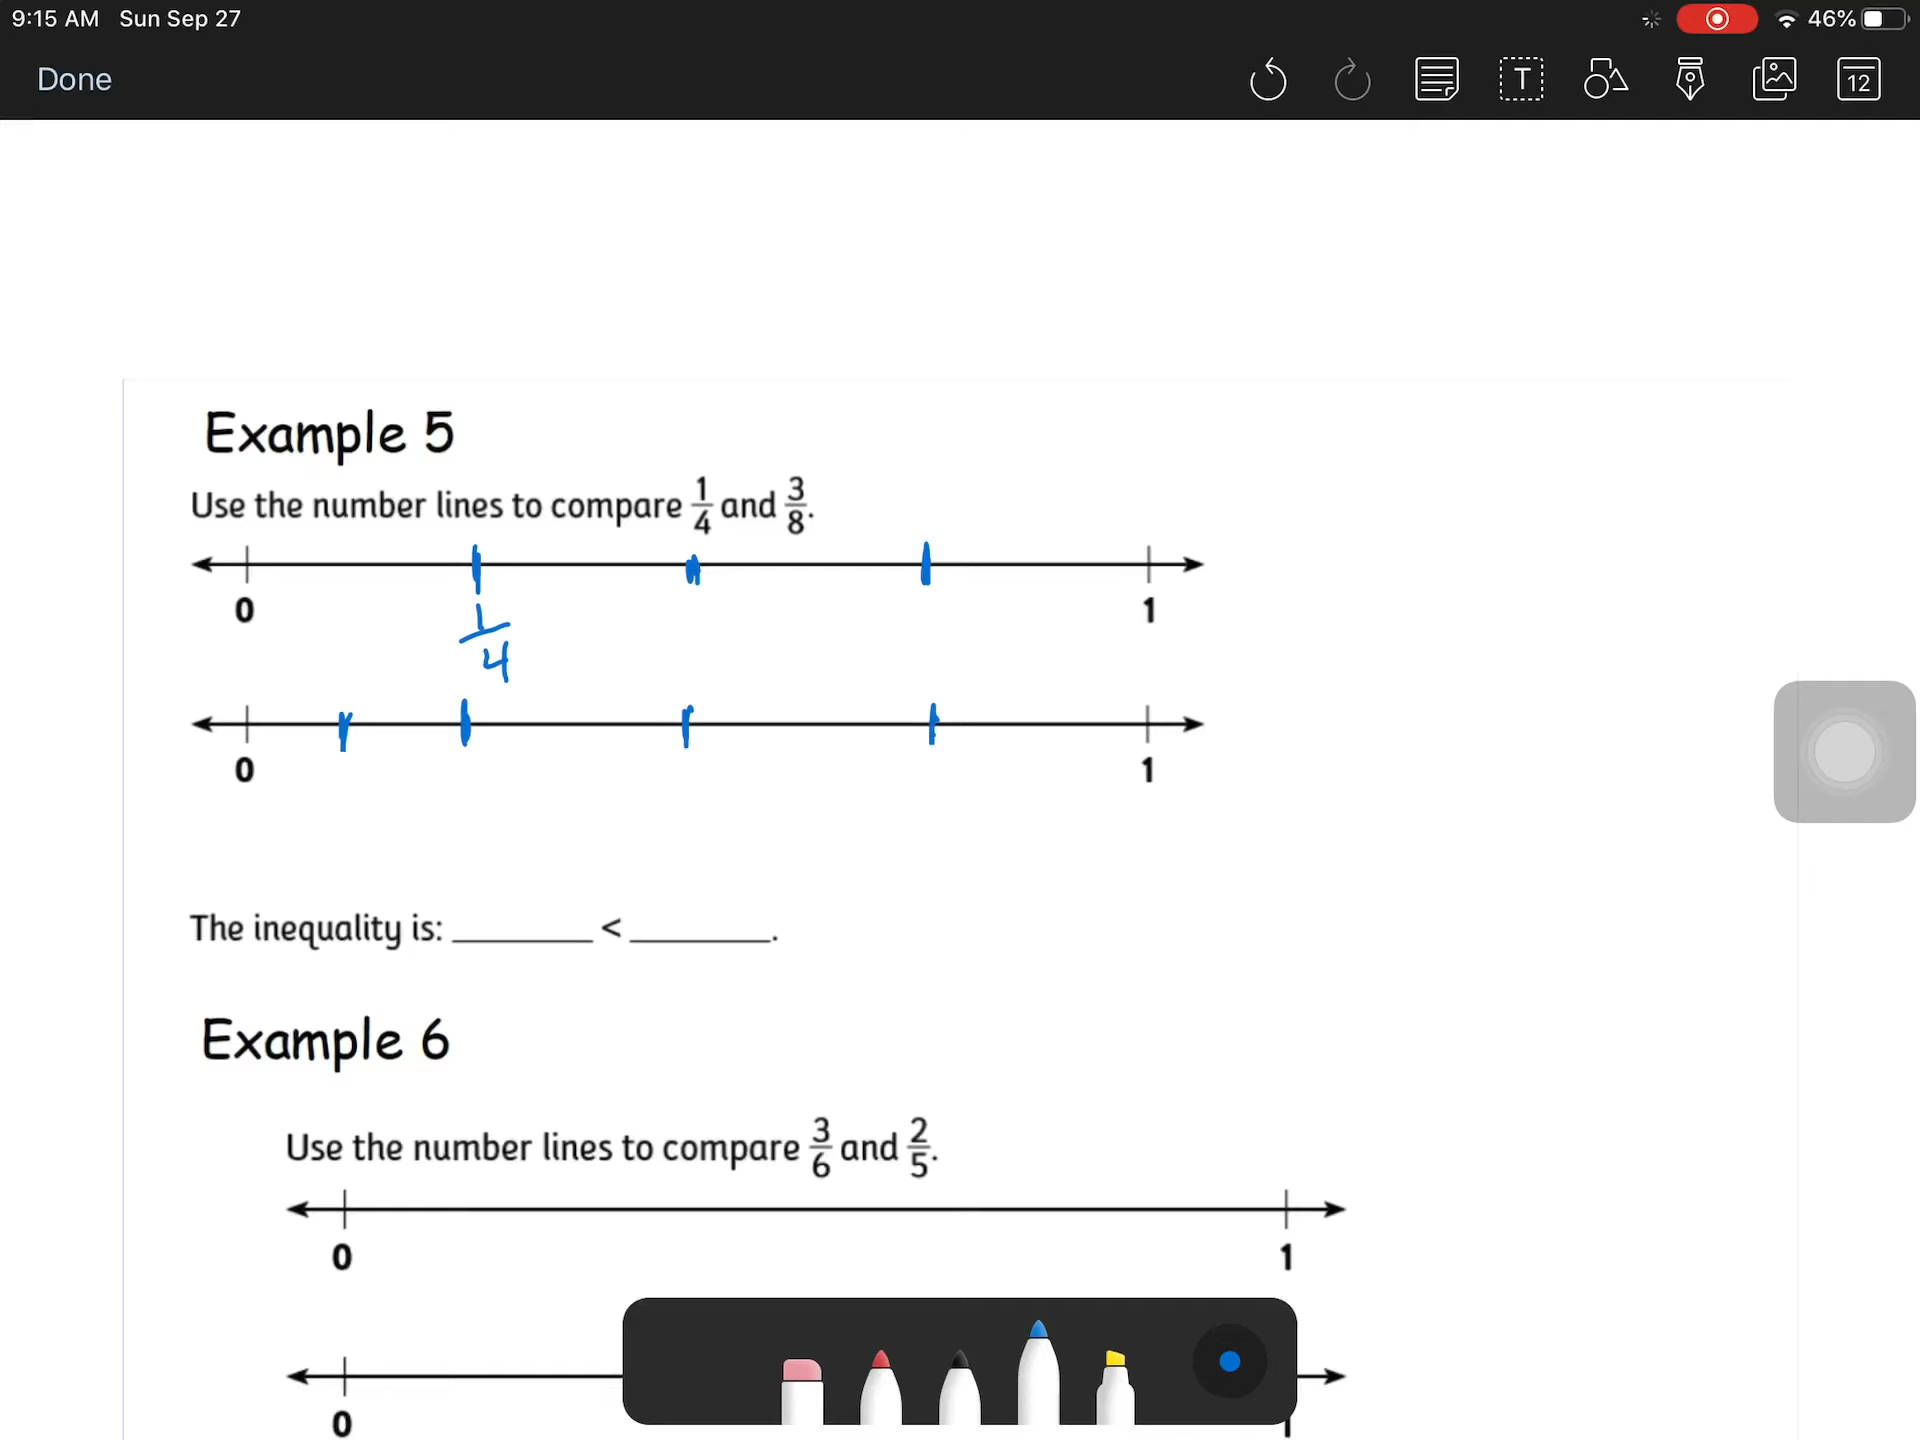 9:15 AM Sun Sep 27 46%
Done T 12
Example 5
Use the number lines to compare 1/4 and 3/8.
0 1
1/4
0 1
The inequality is: ________ < ________.
Example 6
Use the number lines to compare 3/6 and 2/5.
0 1
0 1